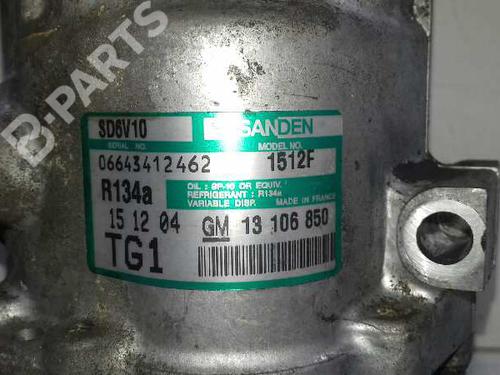 B-PARTS
SD6V10
SANDEN
SERIAL NO.
MODEL NO.
06643412462
1512F
R134a
OIL : SP-10 OR EQUIV.
REFRIGERANT : R134a
VARIABLE DISP. MADE IN FRANCE
15 12 04
GM 13 106 850
TG1